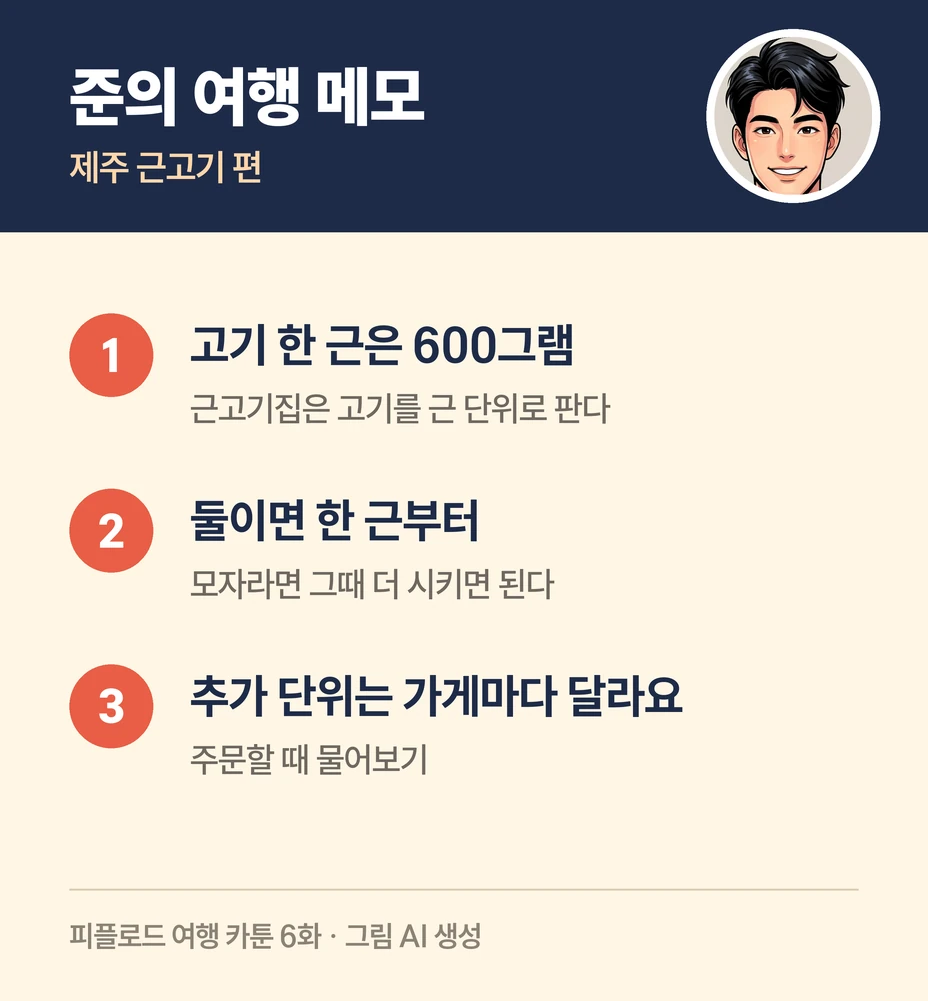 준의 여행 메모
제주 근고기 편
1
고기 한 근은 600그램
근고기집은 고기를 근 단위로 판다
2
둘이면 한 근부터
모자라면 그때 더 시키면 된다
3
추가 단위는 가게마다 달라요
주문할 때 물어보기
피플로드 여행 카툰 6화 · 그림 AI 생성